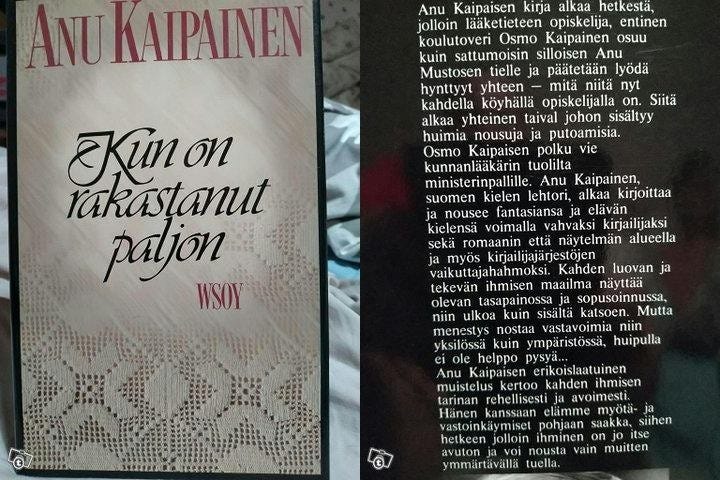 ANU KAIPAINEN
Kun on
rakastanut
paljon
WSOY
Anu Kaipaisen kirja alkaa hetkestä,
jolloin lääketieteen opiskelija, entinen
koulutoveri Osmo Kaipainen osuu
kuin sattumoisin silloisen Anu
Mustosen tielle ja päätetään lyödä
hynttyyt yhteen — mitä niitä nyt
kahdella köyhällä opiskelijalla on. Siitä
alkaa yhteinen taival johon sisältyy
huimia nousuja ja putoamisia.
Osmo Kaipaisen polku vie
kunnanlääkärin tuolilta
ministerinpallille. Anu Kaipainen,
suomen kielen lehtori, alkaa kirjoittaa
ja nousee fantasiansa ja elävän
kielensä voimalla vahvaksi kirjailijaksi
sekä romaanin että näytelmän alueella
ja myös kirjailijajärjestöjen
vaikuttajahahmoksi. Kahden luovan ja
tekevän ihmisen maailma näyttää
olevan tasapainossa ja sopusoinnussa,
niin ulkoa kuin sisältä katsoen. Mutta
menestys nostaa vastavoimia niin
yksilössä kuin ympäristössä, huipulla
ei ole helppo pysyä...
Anu Kaipaisen erikoislaatuinen
muistelus kertoo kahden ihmisen
tarinan rehellisesti ja avoimesti.
Hänen kanssaan elämme myötä- ja
vastoinkäymiset pohjaan saakka, siihen
hetkeen jolloin ihminen on jo itse
avuton ja voi nousta vain muitten
ymmärtävällä tuella.